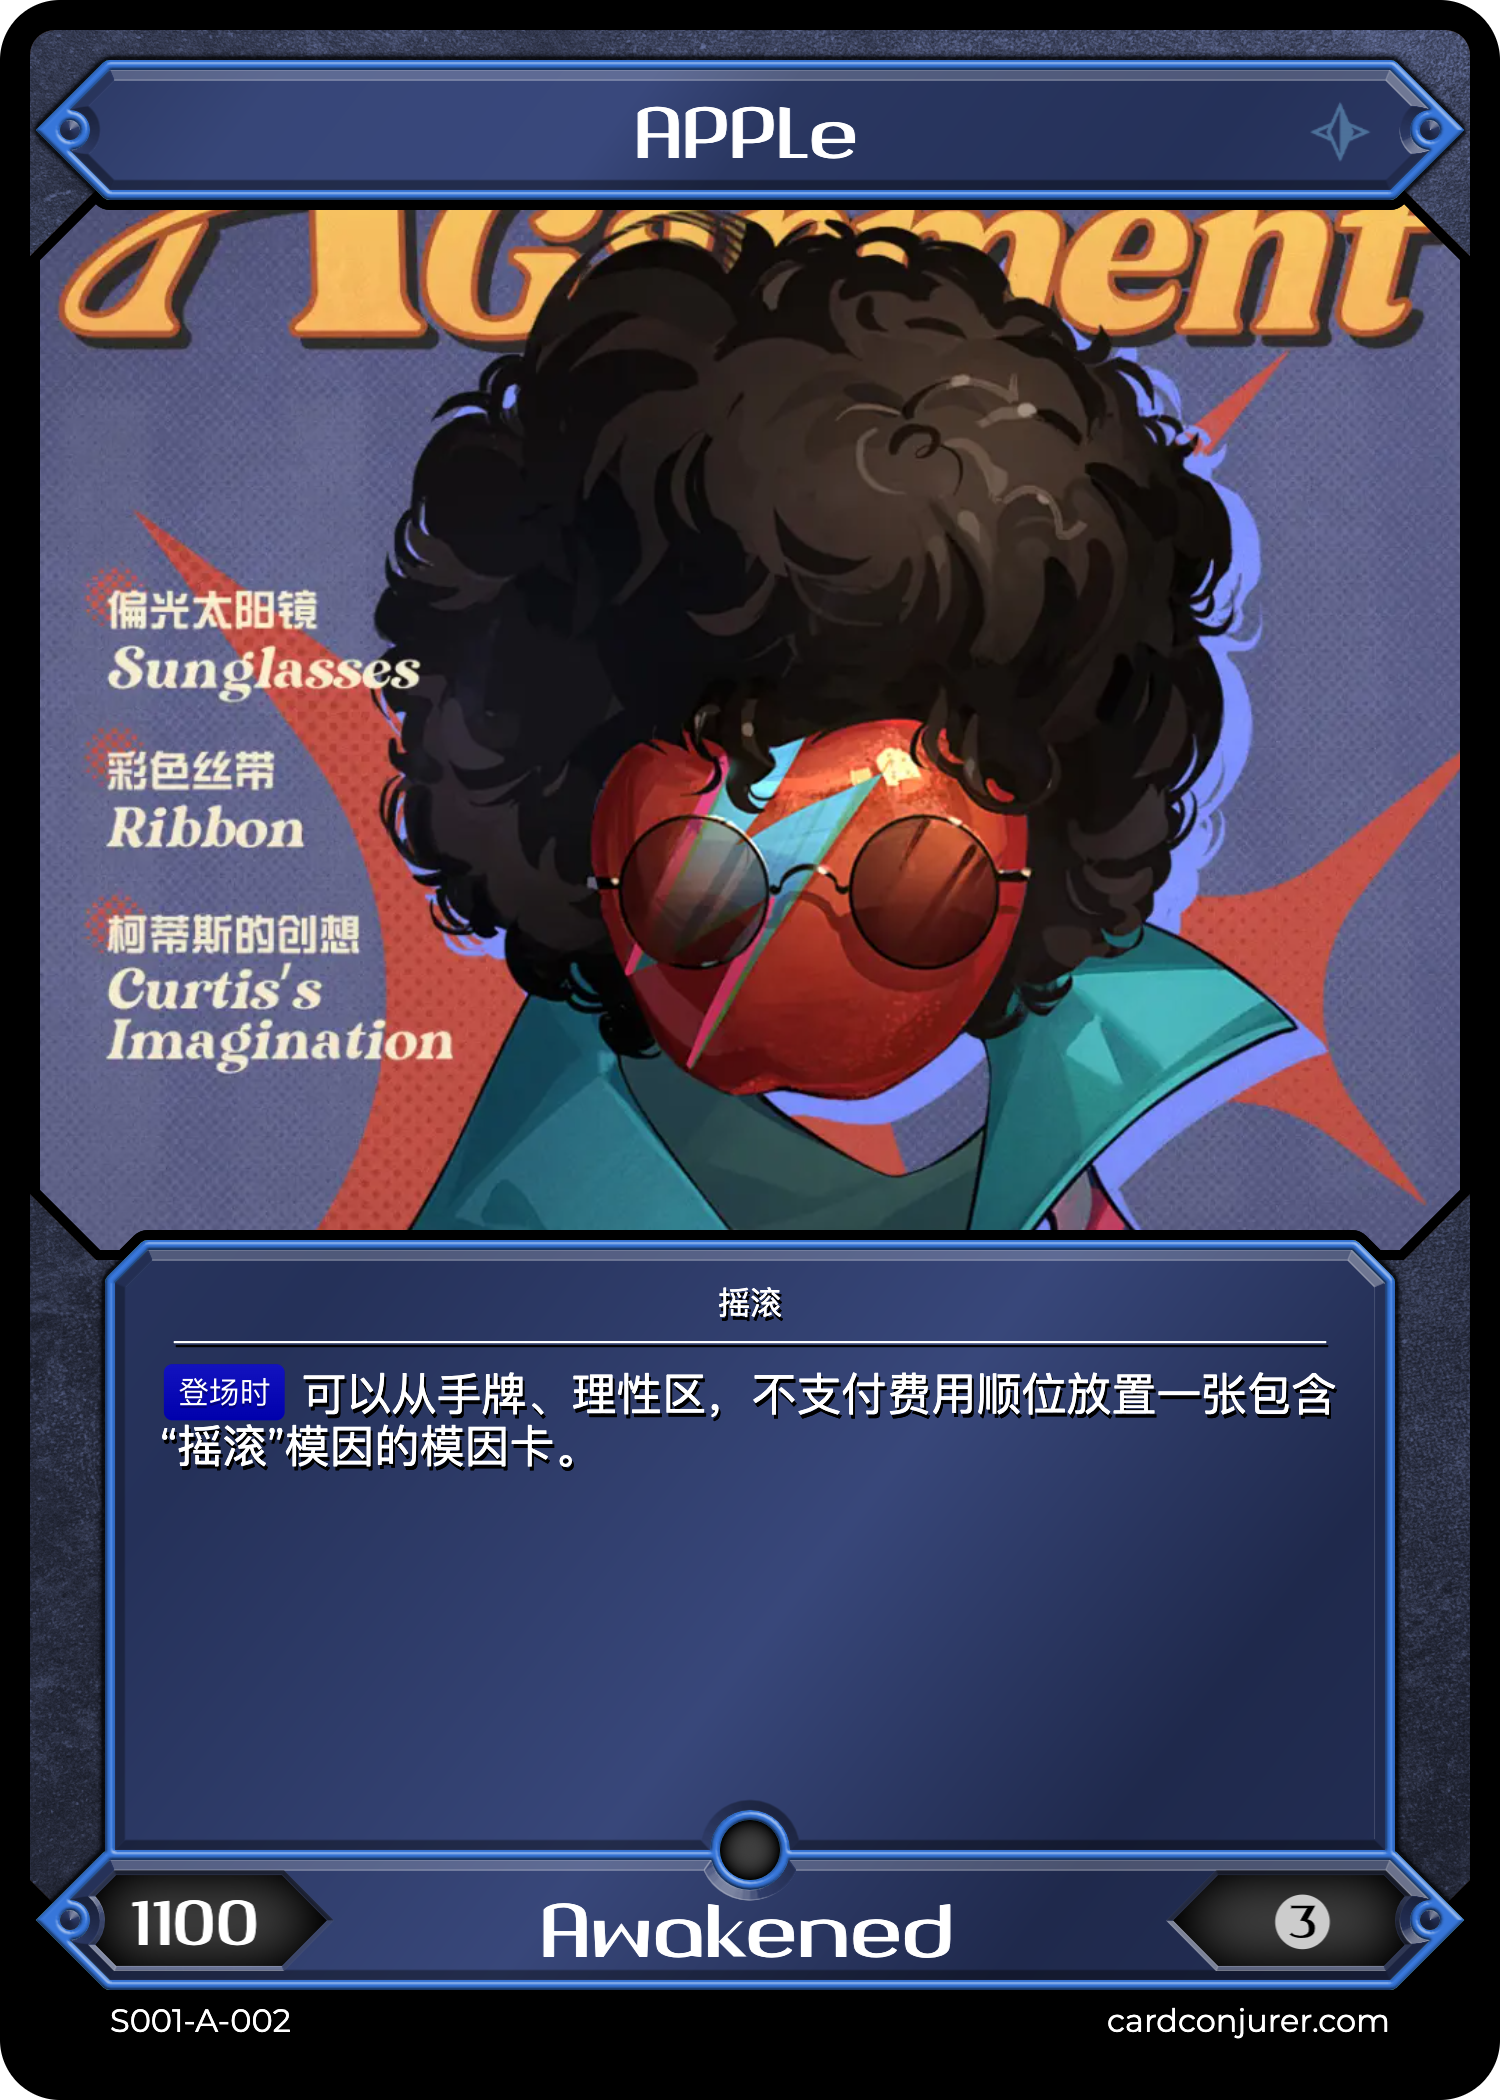 APPLe
偏光太阳镜
Sunglasses
彩色丝带
Ribbon
柯蒂斯的创想
Curtis's
Imagination
摇滚
登场时 可以从手牌、理性区，不支付费用顺位放置一张包含
“摇滚”模因的模因卡。
1100
Awakened
3
S001-A-002
cardconjurer.com